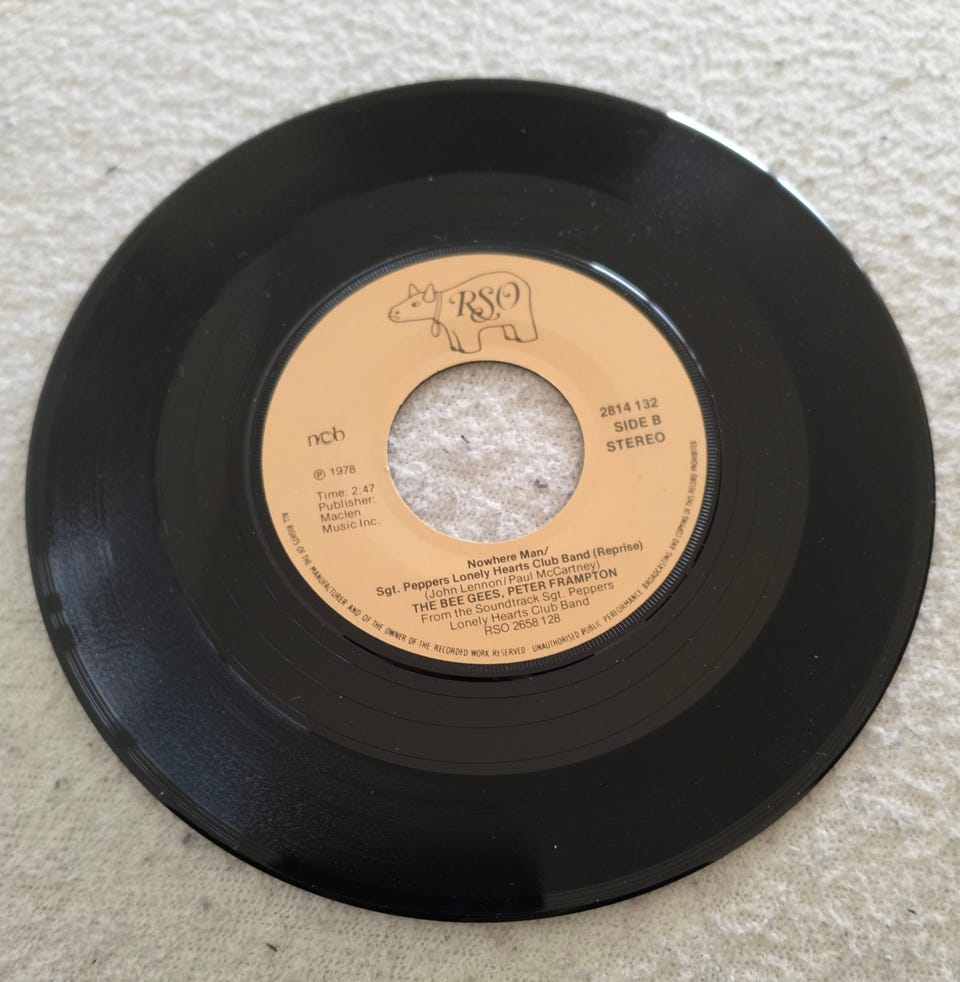 RSO
2814 132
SIDE B
STEREO
ncb
Ⓟ 1978
Time: 2:47
Publisher:
Maclen
Music Inc.
Nowhere Man/
Sgt. Peppers Lonely Hearts Club Band (Reprise)
(John Lennon/Paul McCartney)
THE BEE GEES, PETER FRAMPTON
From the Soundtrack Sgt. Peppers
Lonely Hearts Club Band
RSO 2658 128
ALL RIGHTS OF THE MANUFACTURER AND OF THE OWNER OF THE RECORDED WORK RESERVED · UNAUTHORISED PUBLIC PERFORMANCE BROADCASTING AND COPYING OF THIS RECORD PROHIBITED